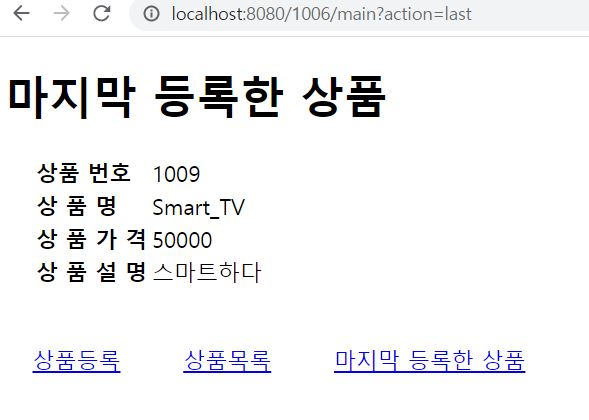 localhost:8080/1006/main?action=last
마지막 등록한 상품
상품 번호 1009
상 품 명 Smart_TV
상 품 가 격 50000
상 품 설 명 스마트하다
상품등록 상품목록 마지막 등록한 상품